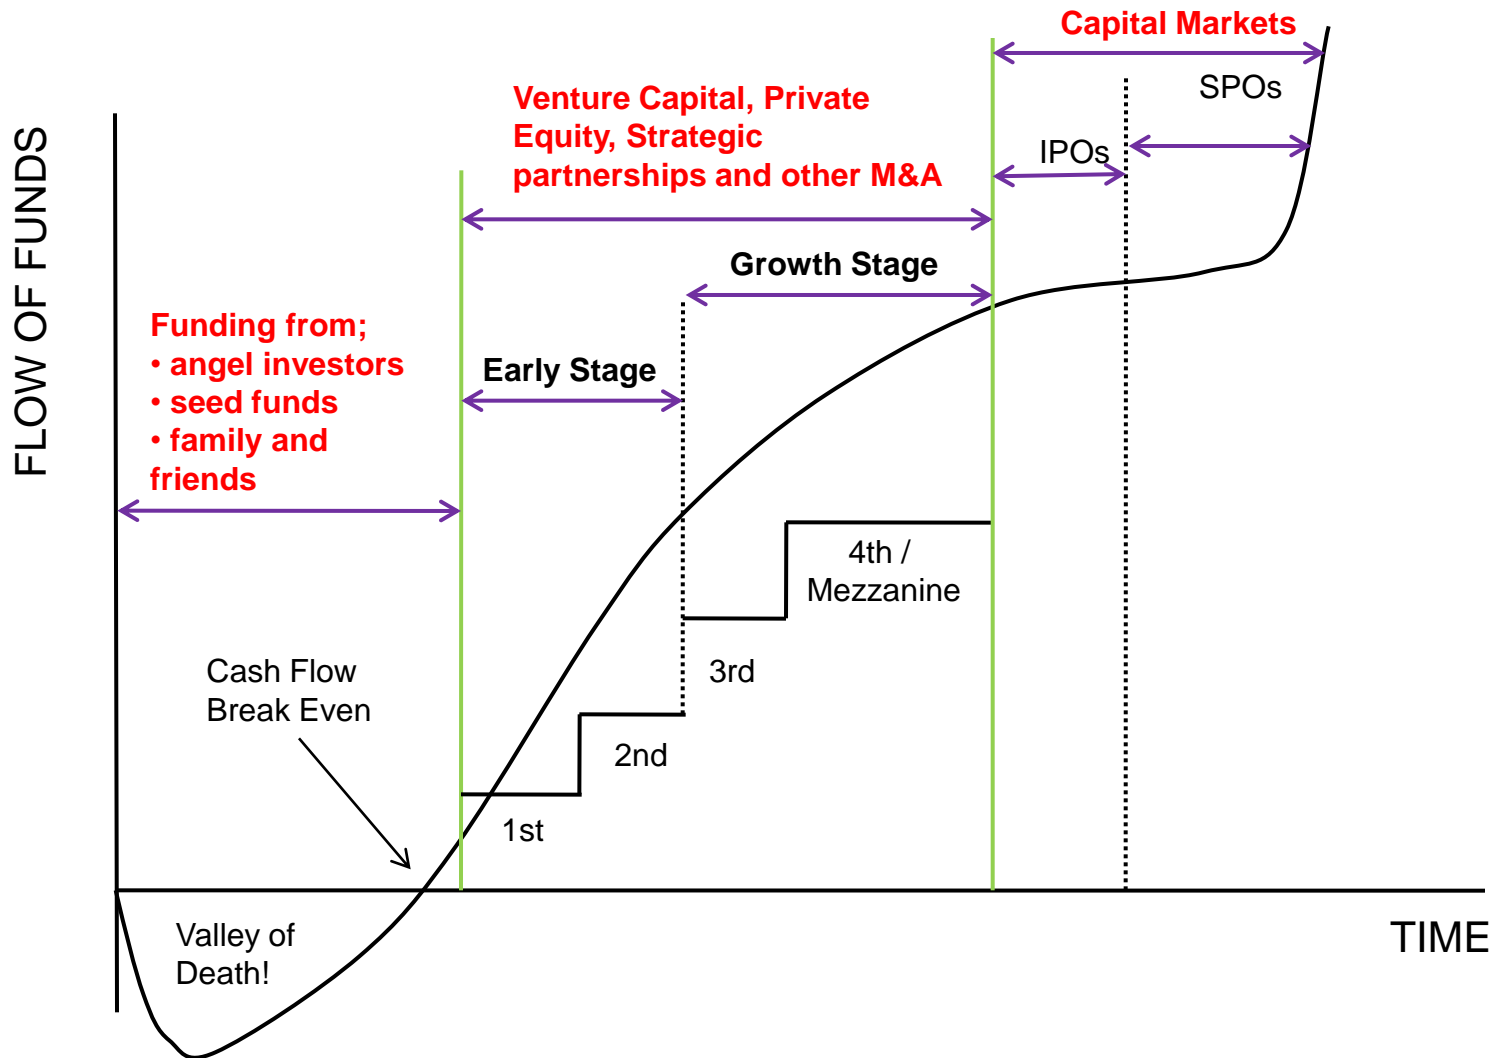 Capital Markets
SPOs
IPOs
Venture Capital, Private
Equity, Strategic
partnerships and other M&A
Growth Stage
Early Stage
FLOW OF FUNDS
Funding from;
• angel investors
• seed funds
• family and
friends
4th /
Mezzanine
3rd
2nd
1st
Cash Flow
Break Even
Valley of
Death!
TIME